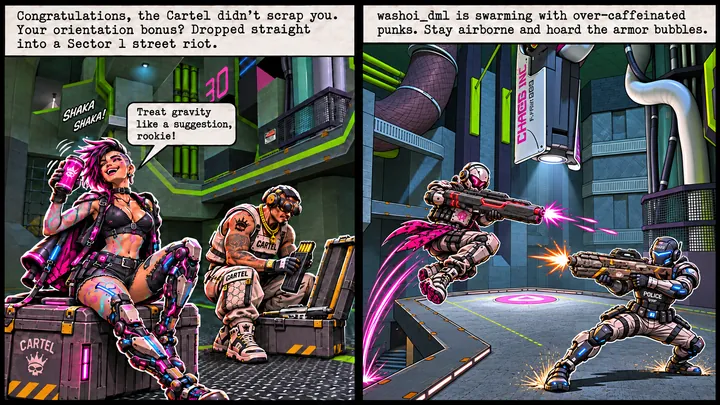 Congratulations, the Cartel didn't scrap you.
Your orientation bonus? Dropped straight
into a Sector 1 street riot.
SHAKA
SHAKA!
Treat gravity
like a suggestion,
rookie!
30
CARTEL
CARTEL
CARTEL
washoi_dml is swarming with over-caffeinated
punks. Stay airborne and hoard the armor bubbles.
CHAOS INC.
POLICE